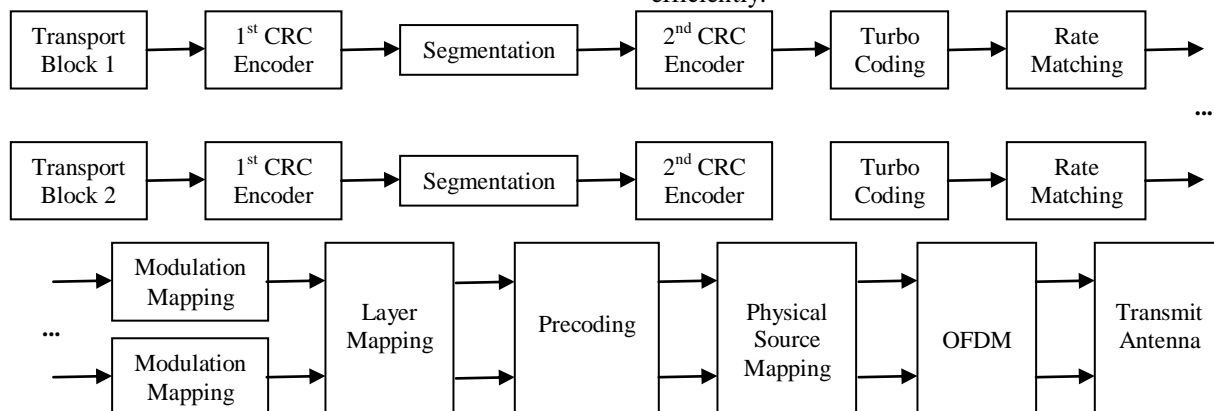 efficiently.
Transport
Block 1
1st CRC
Encoder
Segmentation
2nd CRC
Encoder
Turbo
Coding
Rate
Matching
...
Transport
Block 2
1st CRC
Encoder
Segmentation
2nd CRC
Encoder
Turbo
Coding
Rate
Matching
Modulation
Mapping
...
Modulation
Mapping
Layer
Mapping
Precoding
Physical
Source
Mapping
OFDM
Transmit
Antenna